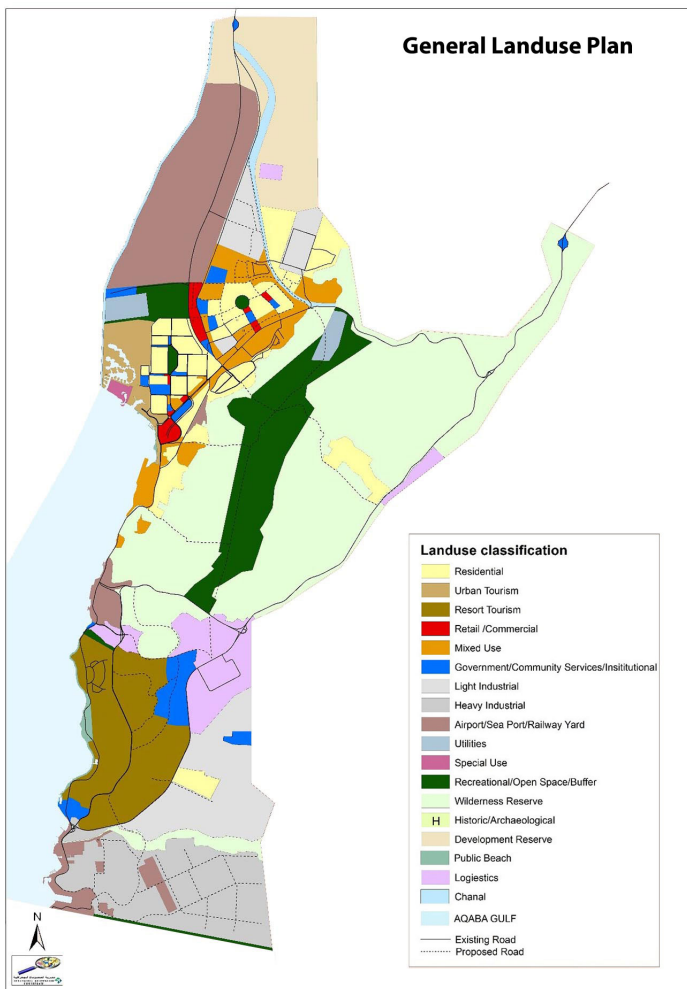 General Landuse Plan
Landuse classification
Residential
Urban Tourism
Resort Tourism
Retail /Commercial
Mixed Use
Government/Community Services/Insititutional
Light Industrial
Heavy Industrial
Airport/Sea Port/Railway Yard
Utilities
Special Use
Recreational/Open Space/Buffer
Wilderness Reserve
H Historic/Archaeological
Development Reserve
Public Beach
Logiestics
Chanal
AQABA GULF
Existing Road
Proposed Road
N